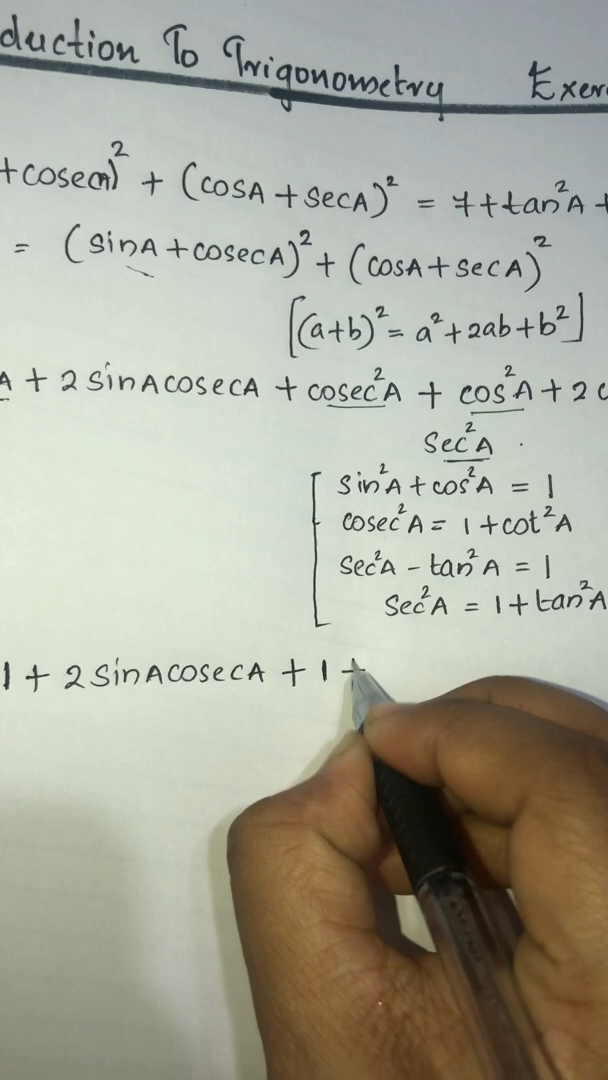 duction To Trigonometry Exer
+cosecA)² + (cosA + secA)² = 7+tan²A +
= (sinA + cosecA)² + (cosA + secA)²
[(a+b)² = a² + 2ab + b²]
A + 2 sinA cosecA + cosec²A + cos²A + 2 c
sec²A .
sin²A + cos²A = 1
cosec²A = 1 + cot²A
sec²A - tan²A = 1
sec²A = 1 + tan²A
1 + 2 sinA cosecA + 1 +